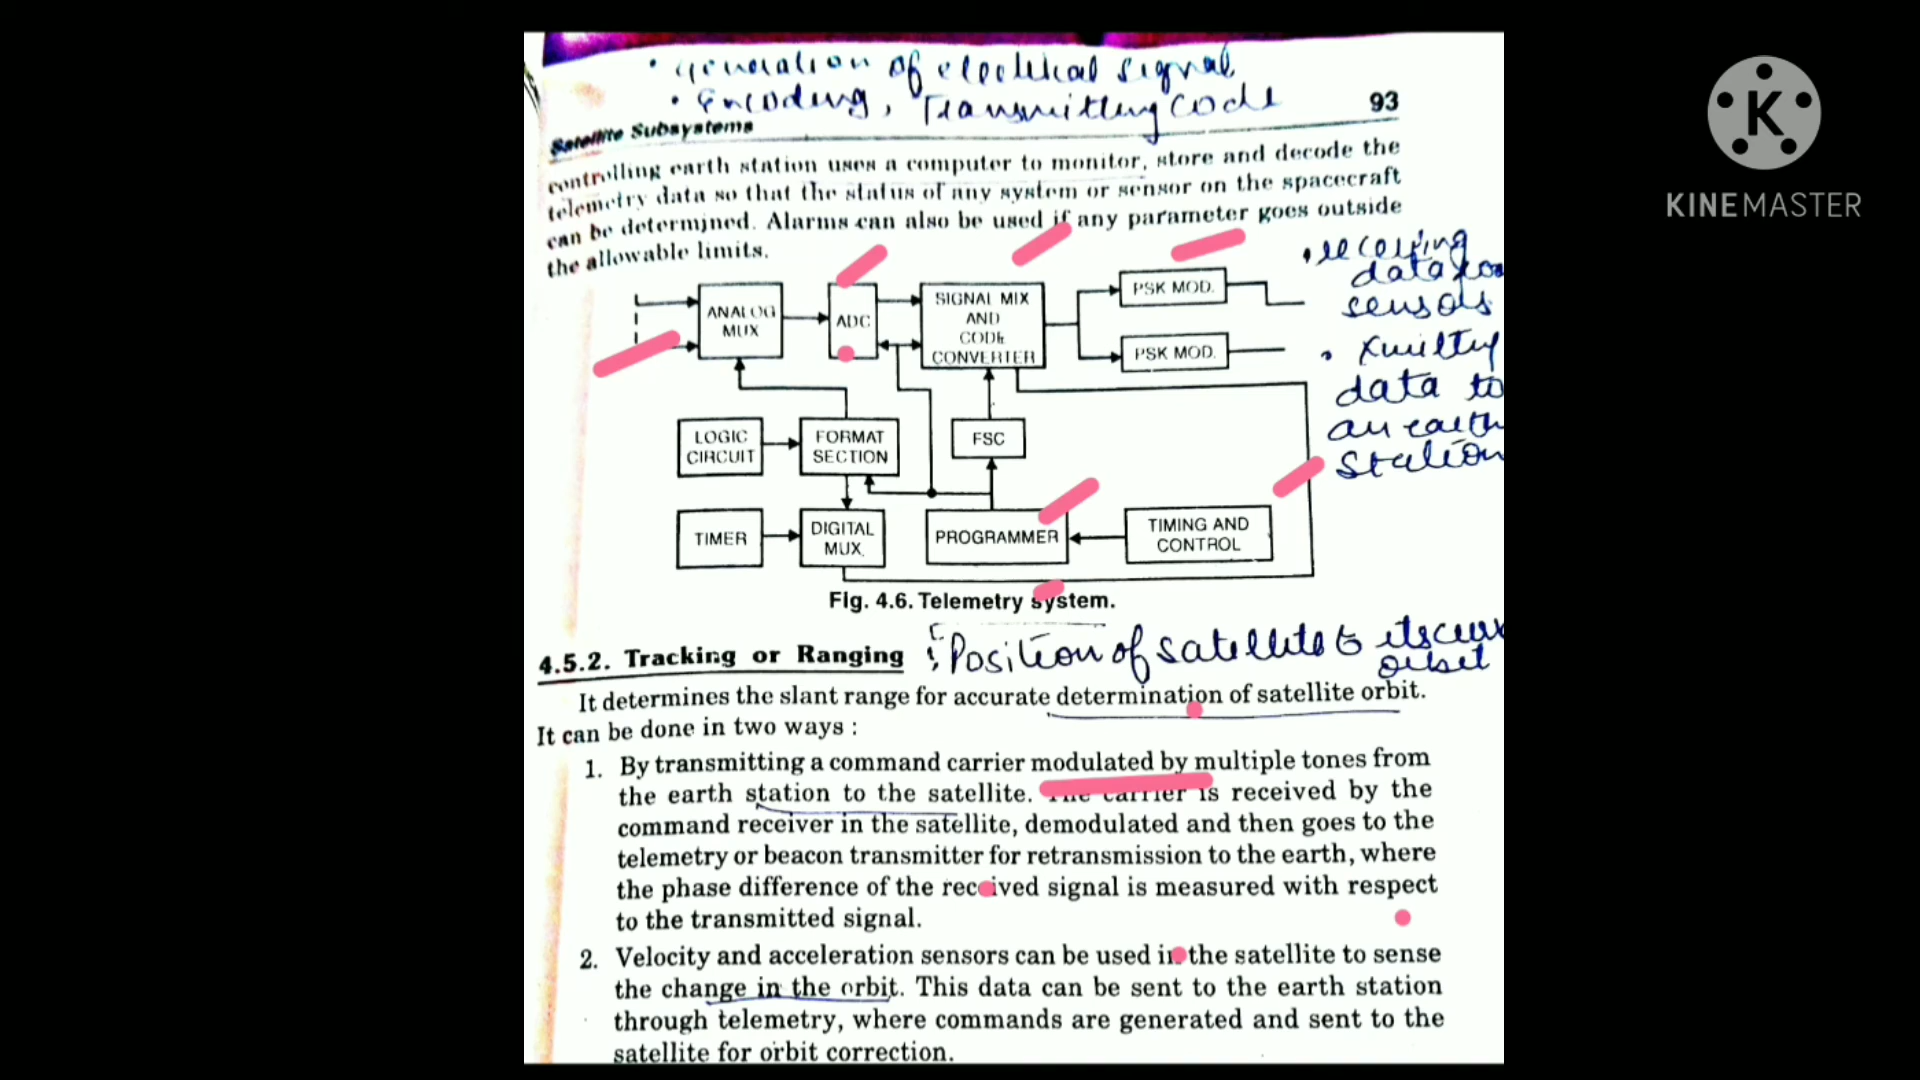 • generation of electrical signal
• Encoding, Transmitting code
93
Satellite Subsystems
controlling earth station uses a computer to monitor, store and decode the
telemetry data so that the status of any system or sensor on the spacecraft
can be determined. Alarms can also be used if any parameter goes outside
the allowable limits.
ANALOG
MUX
ADC
SIGNAL MIX
AND
CODE
CONVERTER
PSK MOD.
PSK MOD.
LOGIC
CIRCUIT
FORMAT
SECTION
FSC
TIMER
DIGITAL
MUX.
PROGRAMMER
TIMING AND
CONTROL
data
sensors
•
data to
an earth
station
Fig. 4.6. Telemetry system.
4.5.2. Tracking or Ranging
Position of satellite
orbit
It determines the slant range for accurate determination of satellite orbit.
It can be done in two ways :
1. By transmitting a command carrier modulated by multiple tones from
the earth station to the satellite. The carrier is received by the
command receiver in the satellite, demodulated and then goes to the
telemetry or beacon transmitter for retransmission to the earth, where
the phase difference of the received signal is measured with respect
to the transmitted signal.
2. Velocity and acceleration sensors can be used in the satellite to sense
the change in the orbit. This data can be sent to the earth station
through telemetry, where commands are generated and sent to the
satellite for orbit correction.
K
KINEMASTER